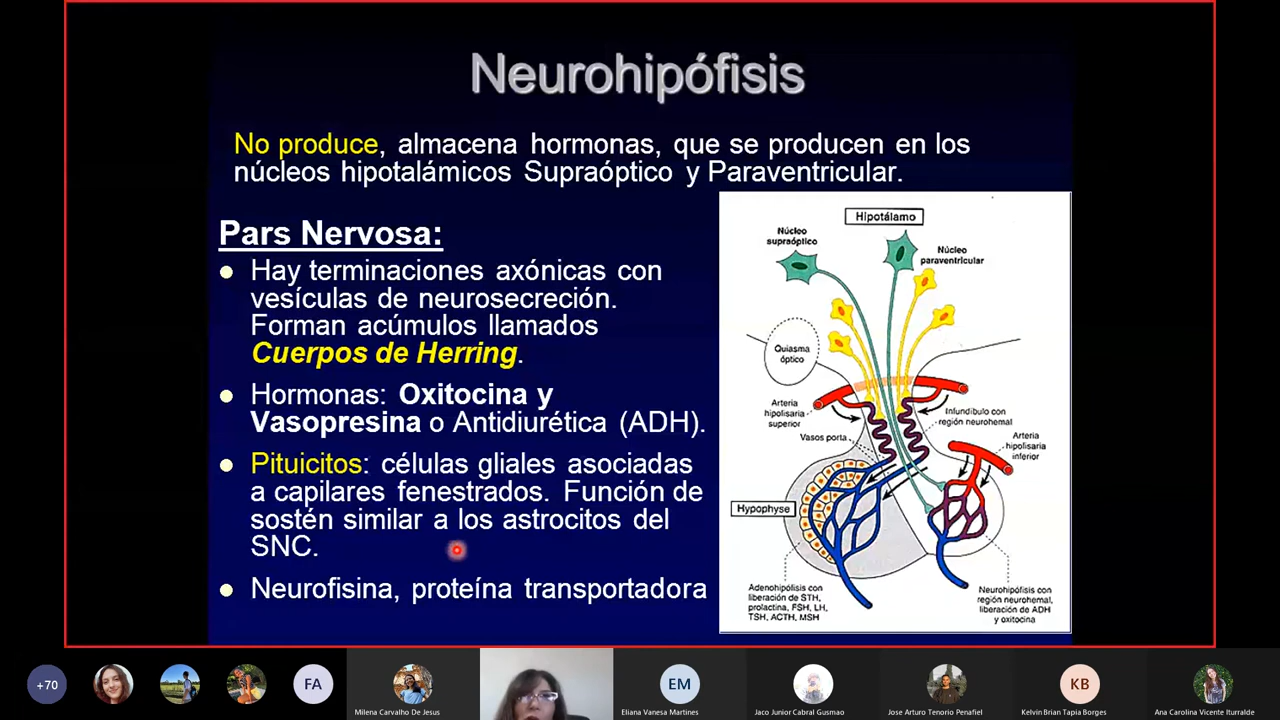 Neurohipófisis
No produce, almacena hormonas, que se producen en los
núcleos hipotalámicos Supraóptico y Paraventricular.
Pars Nervosa:
Hay terminaciones axónicas con
vesículas de neurosecreción.
Forman acúmulos llamados
Cuerpos de Herring.
Hormonas: Oxitocina y
Vasopresina o Antidiurética (ADH).
Pituicitos: células gliales asociadas
a capilares fenestrados. Función de
sostén similar a los astrocitos del
SNC.
Neurofisina, proteína transportadora
Hipotálamo
Núcleo
supraóptico
Núcleo
paraventricular
Quiasma
óptico
Arteria
hipolisaria
superior
Infundíbulo con
región neurohemal
Vasos porta
Arteria
hipolisaria
inferior
Hypophyse
Adenohipólisis con
liberación de STH,
prolactina, FSH, LH,
TSH, ACTH, MSH
Neurohipólisis con
región neurohemal,
liberación de ADH
y oxitocina
+70
FA
Milena Carvalho De Jesus
EM
Eliana Vanesa Martines
Jaco Junior Cabral Gusmao
Jose Arturo Tenorio Penafiel
KB
Kelvin Brian Tapia Borges
Ana Carolina Vicente Iturralde